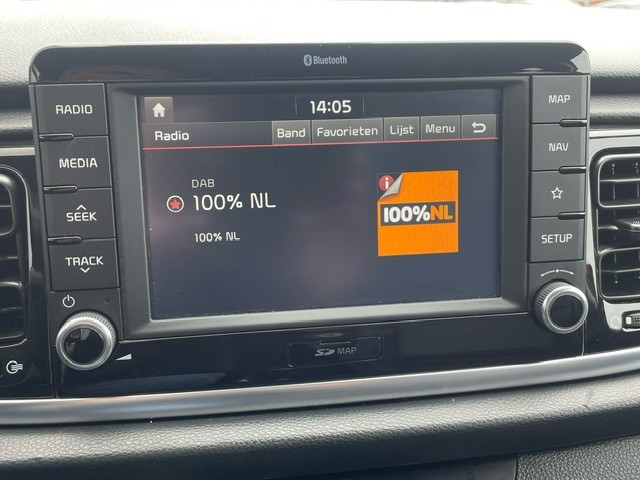 Bluetooth
RADIO
MEDIA
SEEK
TRACK
14:05
Radio
Band
Favorieten
Lijst
Menu
DAB
100% NL
100% NL
i
100%NL
MAP
NAV
SETUP
SD MAP